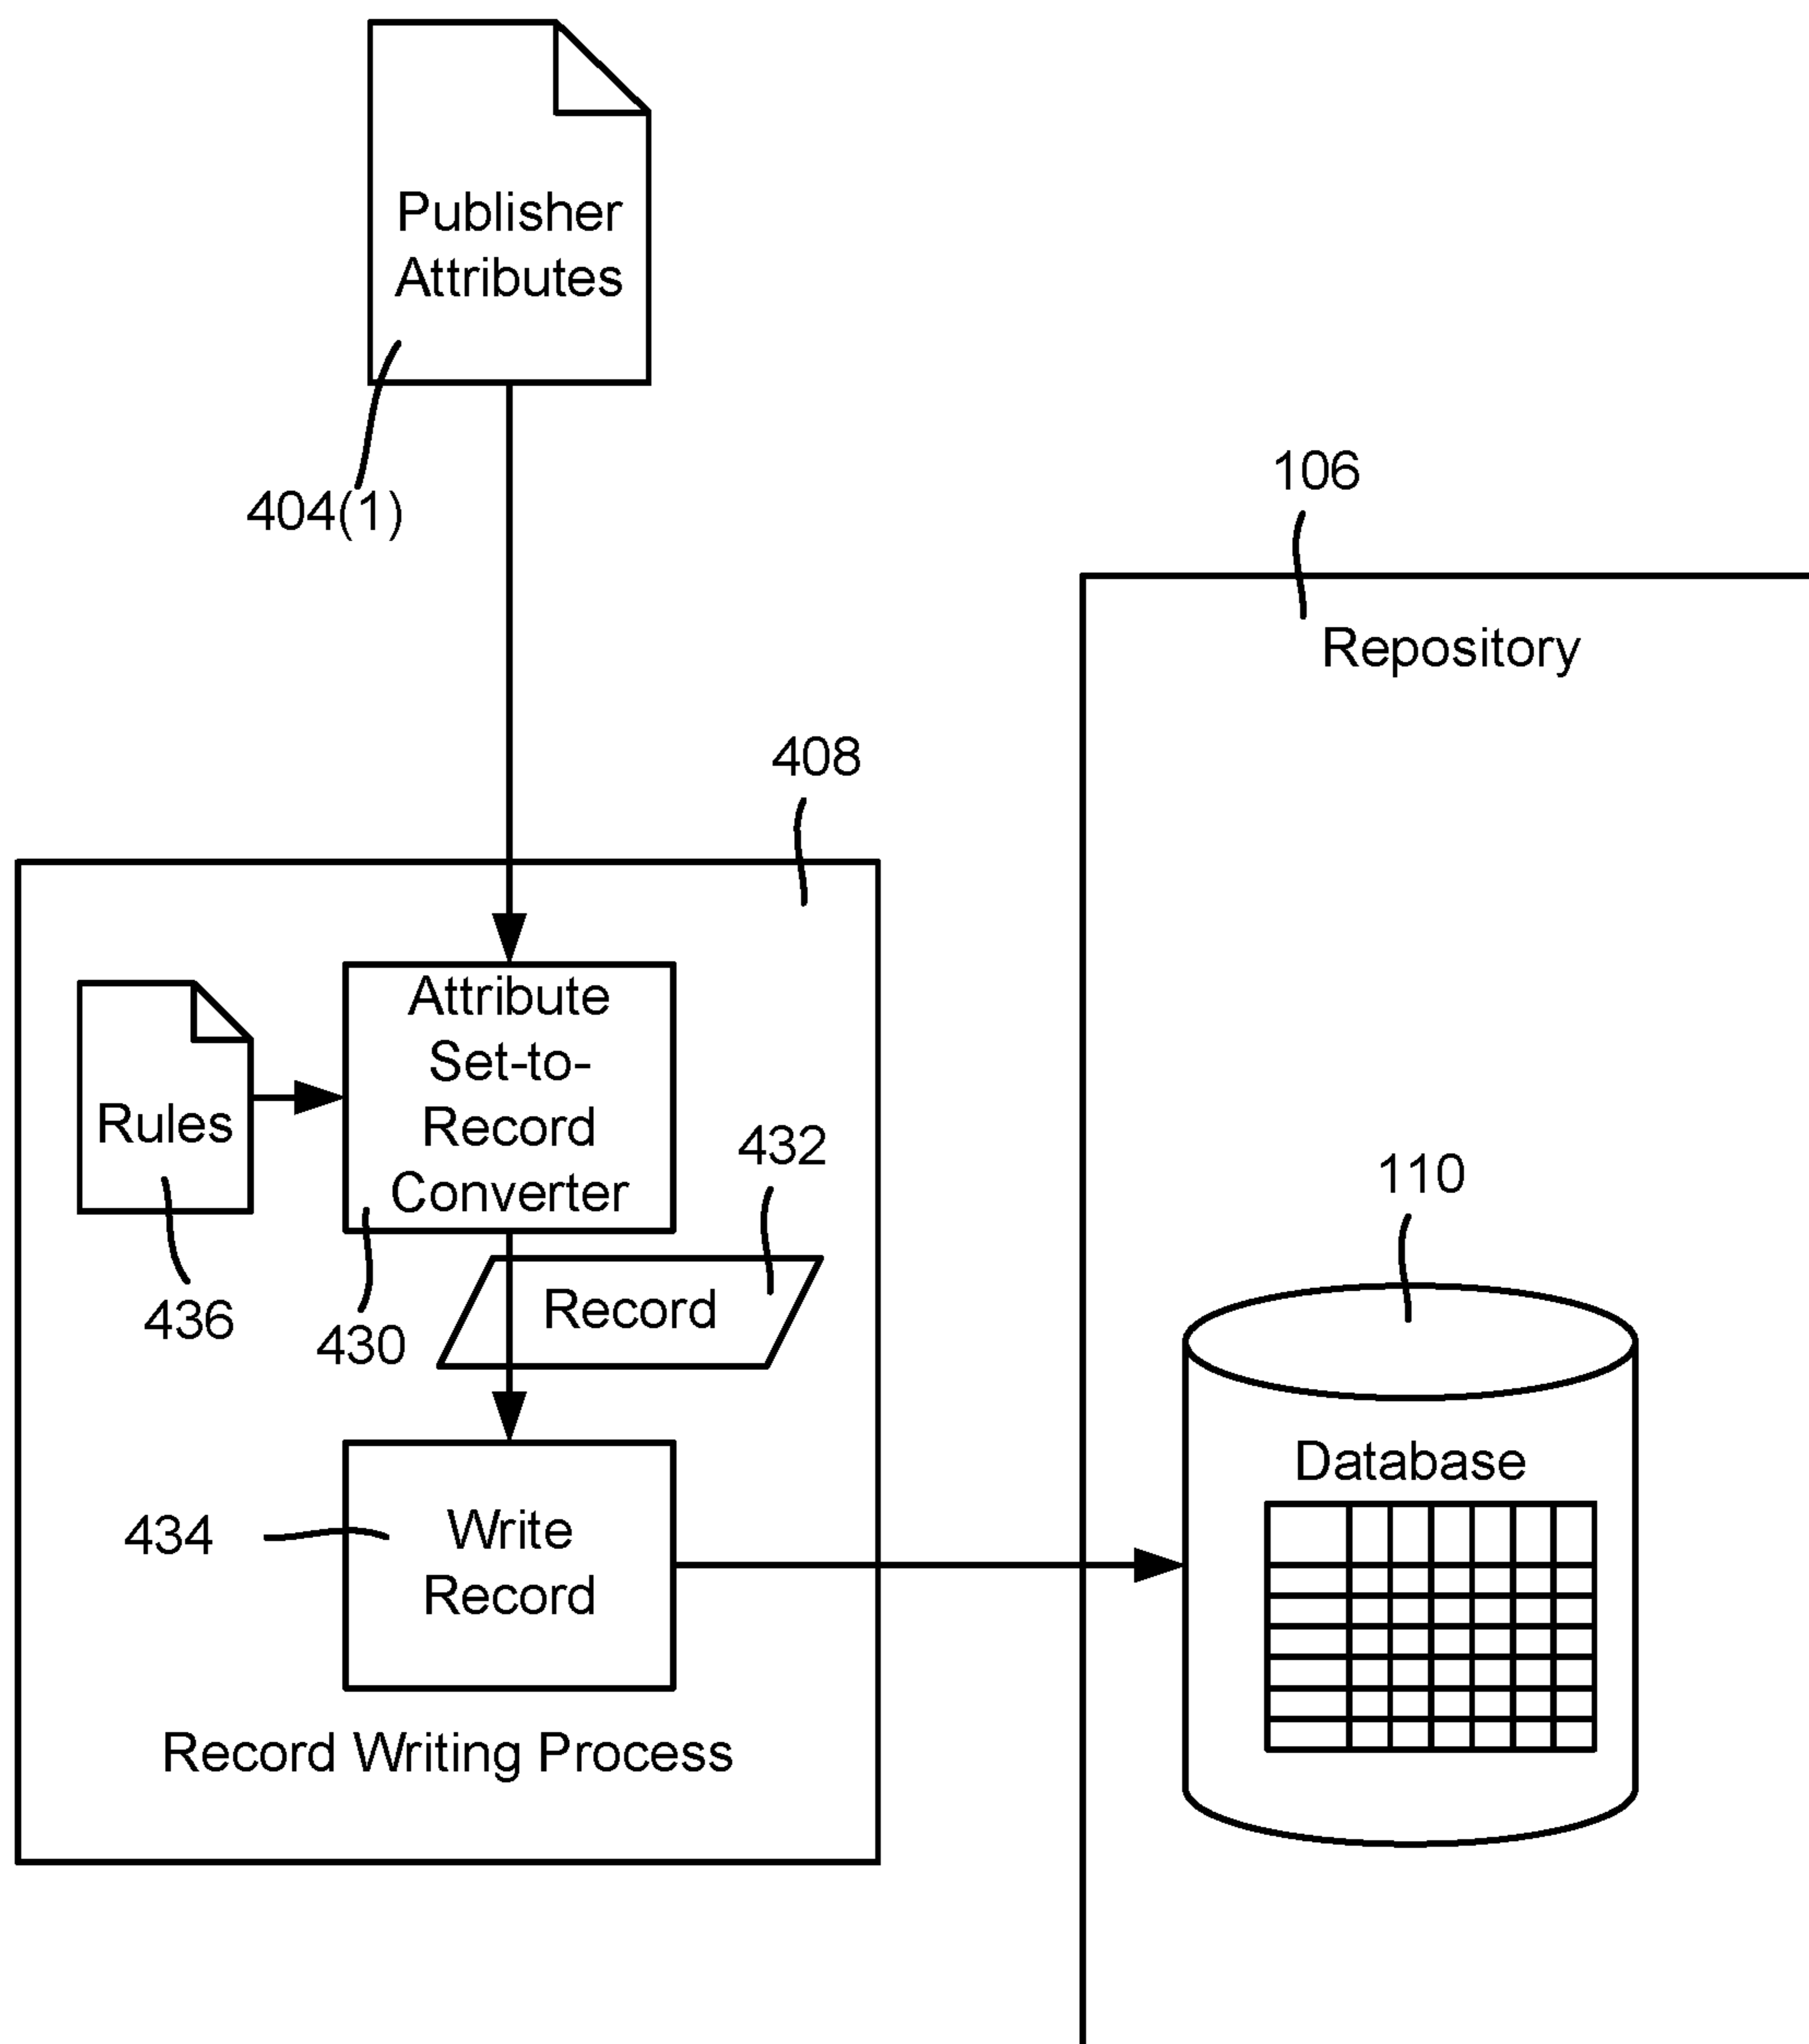 Publisher
Attributes
404(1)
106
Repository
408
Attribute
Set-to-
Record
Converter
Rules
432
110
436
430
Record
Database
434
Write
Record
Record Writing Process